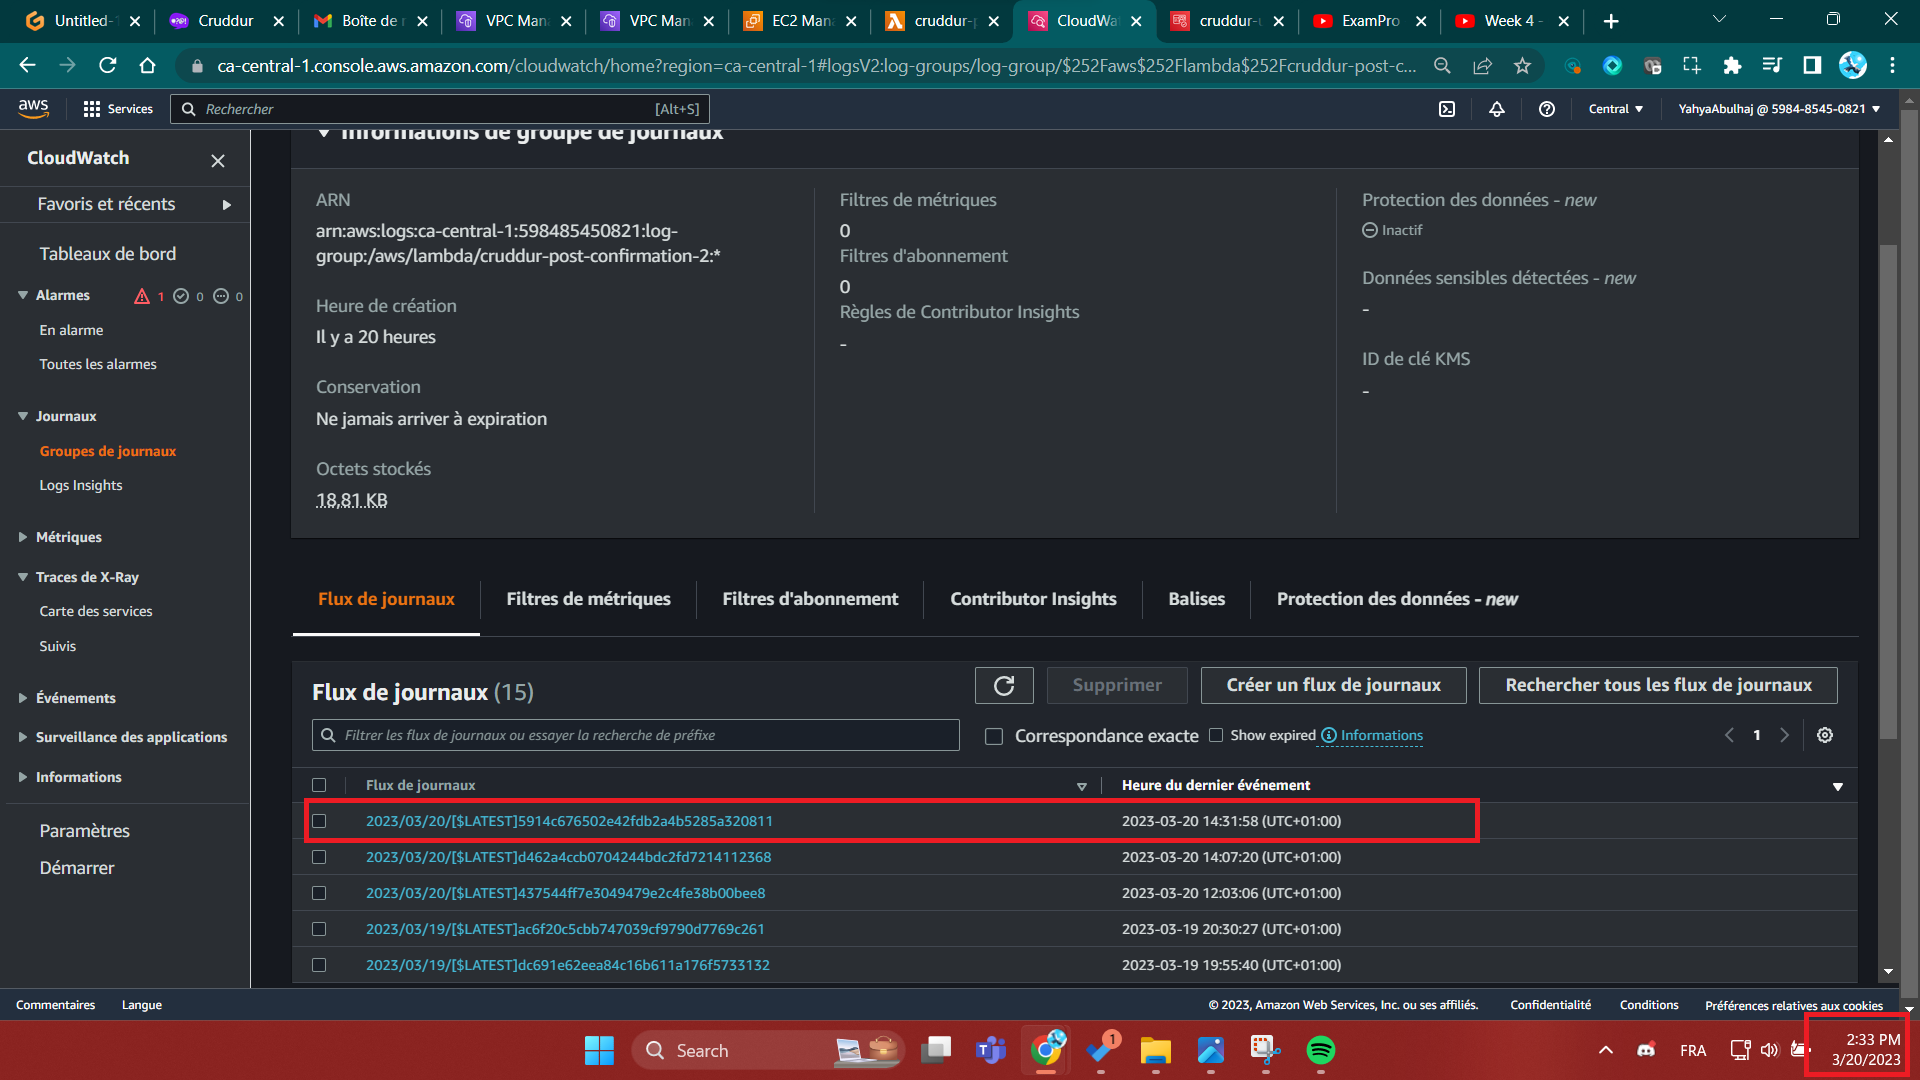 Untitled-
Cruddur
Boîte de r
VPC Man
VPC Man
EC2 Man
cruddur-p
CloudWa
cruddur-u
ExamPro
Week 4 -
ca-central-1.console.aws.amazon.com/cloudwatch/home?region=ca-central-1#logsV2:log-groups/log-group/$252Faws$252Flambda$252Fcruddur-post-c...
aws
Services
Rechercher
[Alt+S]
Central
YahyaAbulhaj @ 5984-8545-0821
CloudWatch
Favoris et récents
Tableaux de bord
Alarmes
1
0
0
En alarme
Toutes les alarmes
Journaux
Groupes de journaux
Logs Insights
Métriques
Traces de X-Ray
Carte des services
Suivis
Événements
Surveillance des applications
Informations
Paramètres
Démarrer
Informations de groupe de journaux
ARN
arn:aws:logs:ca-central-1:598485450821:log-
group:/aws/lambda/cruddur-post-confirmation-2:*
Heure de création
Il y a 20 heures
Conservation
Ne jamais arriver à expiration
Octets stockés
18,81 KB
Filtres de métriques
0
Filtres d'abonnement
0
Règles de Contributor Insights
-
Protection des données - new
Inactif
Données sensibles détectées - new
-
ID de clé KMS
-
Flux de journaux
Filtres de métriques
Filtres d'abonnement
Contributor Insights
Balises
Protection des données - new
Flux de journaux (15)
Supprimer
Créer un flux de journaux
Rechercher tous les flux de journaux
Filtrer les flux de journaux ou essayer la recherche de préfixe
Correspondance exacte
Show expired
Informations
1
Flux de journaux
Heure du dernier événement
2023/03/20/[$LATEST]5914c676502e42fdb2a4b5285a320811
2023-03-20 14:31:58 (UTC+01:00)
2023/03/20/[$LATEST]d462a4ccb0704244bdc2fd7214112368
2023-03-20 14:07:20 (UTC+01:00)
2023/03/20/[$LATEST]437544ff7e3049479e2c4fe38b00bee8
2023-03-20 12:03:06 (UTC+01:00)
2023/03/19/[$LATEST]ac6f20c5cbb747039cf9790d7769c261
2023-03-19 20:30:27 (UTC+01:00)
2023/03/19/[$LATEST]dc691e62eea84c16b611a176f5733132
2023-03-19 19:55:40 (UTC+01:00)
Commentaires
Langue
© 2023, Amazon Web Services, Inc. ou ses affiliés.
Confidentialité
Conditions
Préférences relatives aux cookies
Search
1
FRA
2:33 PM
3/20/2023